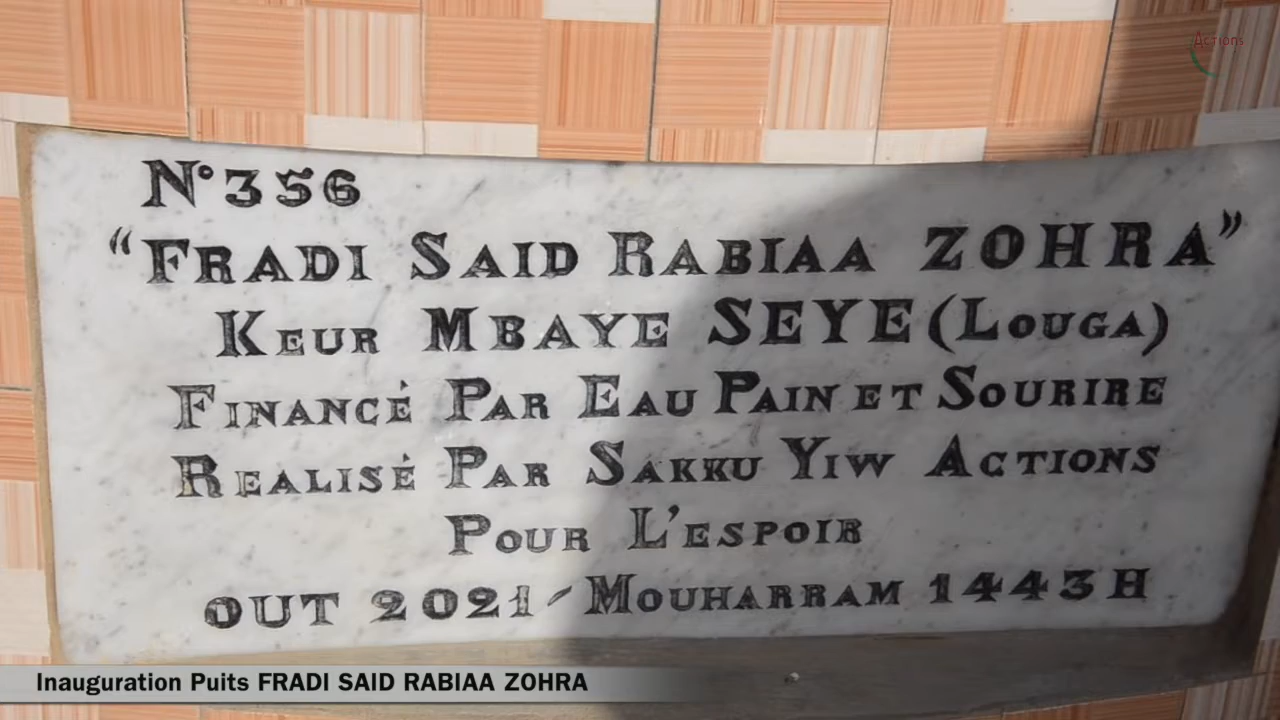 Actions
N°356
"FRADI SAID RABIAA ZOHRA"
KEUR MBAYE SEYE (LOUGA)
FINANCÉ PAR EAU PAIN ET SOURIRE
REALISÉ PAR SAKKU YIW ACTIONS
POUR L'ESPOIR
OUT 2021-MOUHARRAM 1443H
Inauguration Puits FRADI SAID RABIAA ZOHRA